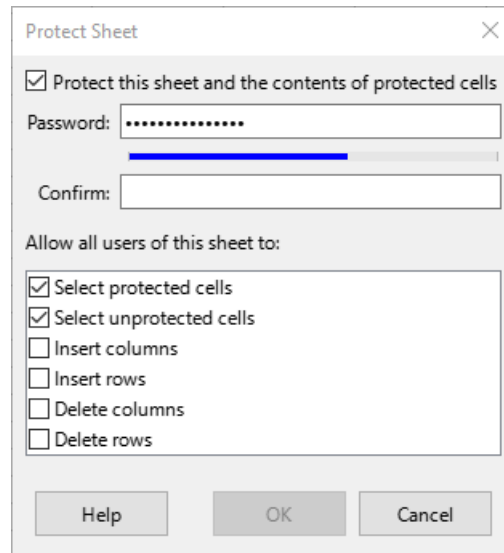 Protect Sheet
Protect this sheet and the contents of protected cells
Password: •••••••••••••••
Confirm:
Allow all users of this sheet to:
Select protected cells
Select unprotected cells
Insert columns
Insert rows
Delete columns
Delete rows
Help OK Cancel